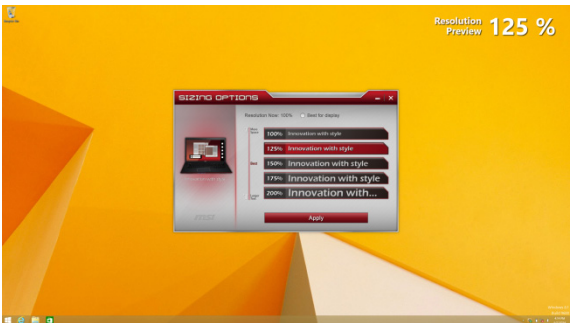 Resolution
Preview 125 %
SIZING OPTIONS
Resolution Now: 100% Best for display
100% Innovation with style
125% Innovation with style
150% Innovation with style
175% Innovation with style
200% Innovation with...
Apply